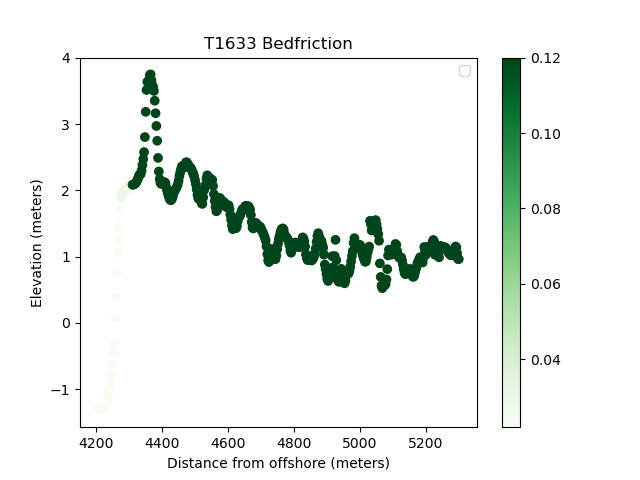 T1633 Bedfriction
4
3
2
1
0
−1
Elevation (meters)
4200 4400 4600 4800 5000 5200
Distance from offshore (meters)
0.12
0.10
0.08
0.06
0.04